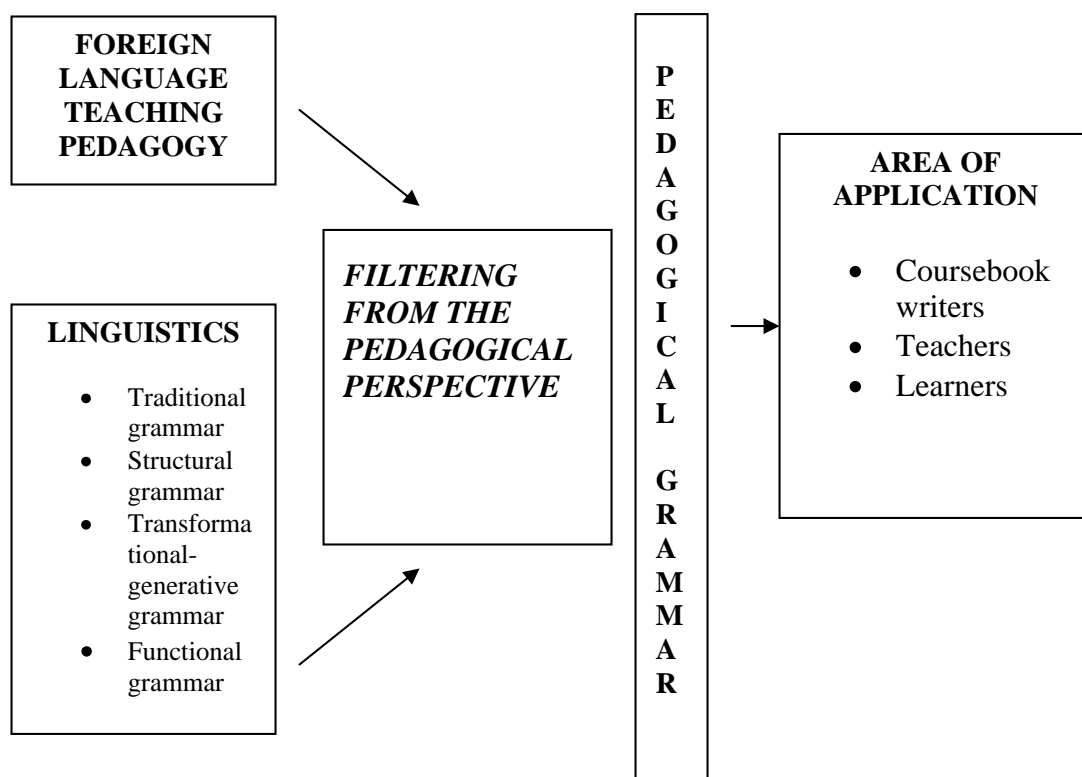 FOREIGN
LANGUAGE
TEACHING
PEDAGOGY
LINGUISTICS
• Traditional
grammar
• Structural
grammar
• Transforma
tional-
generative
grammar
• Functional
grammar
FILTERING
FROM THE
PEDAGOGICAL
PERSPECTIVE
P
E
D
A
G
O
G
I
C
A
L
G
R
A
M
M
A
R
AREA OF
APPLICATION
• Coursebook
writers
• Teachers
• Learners